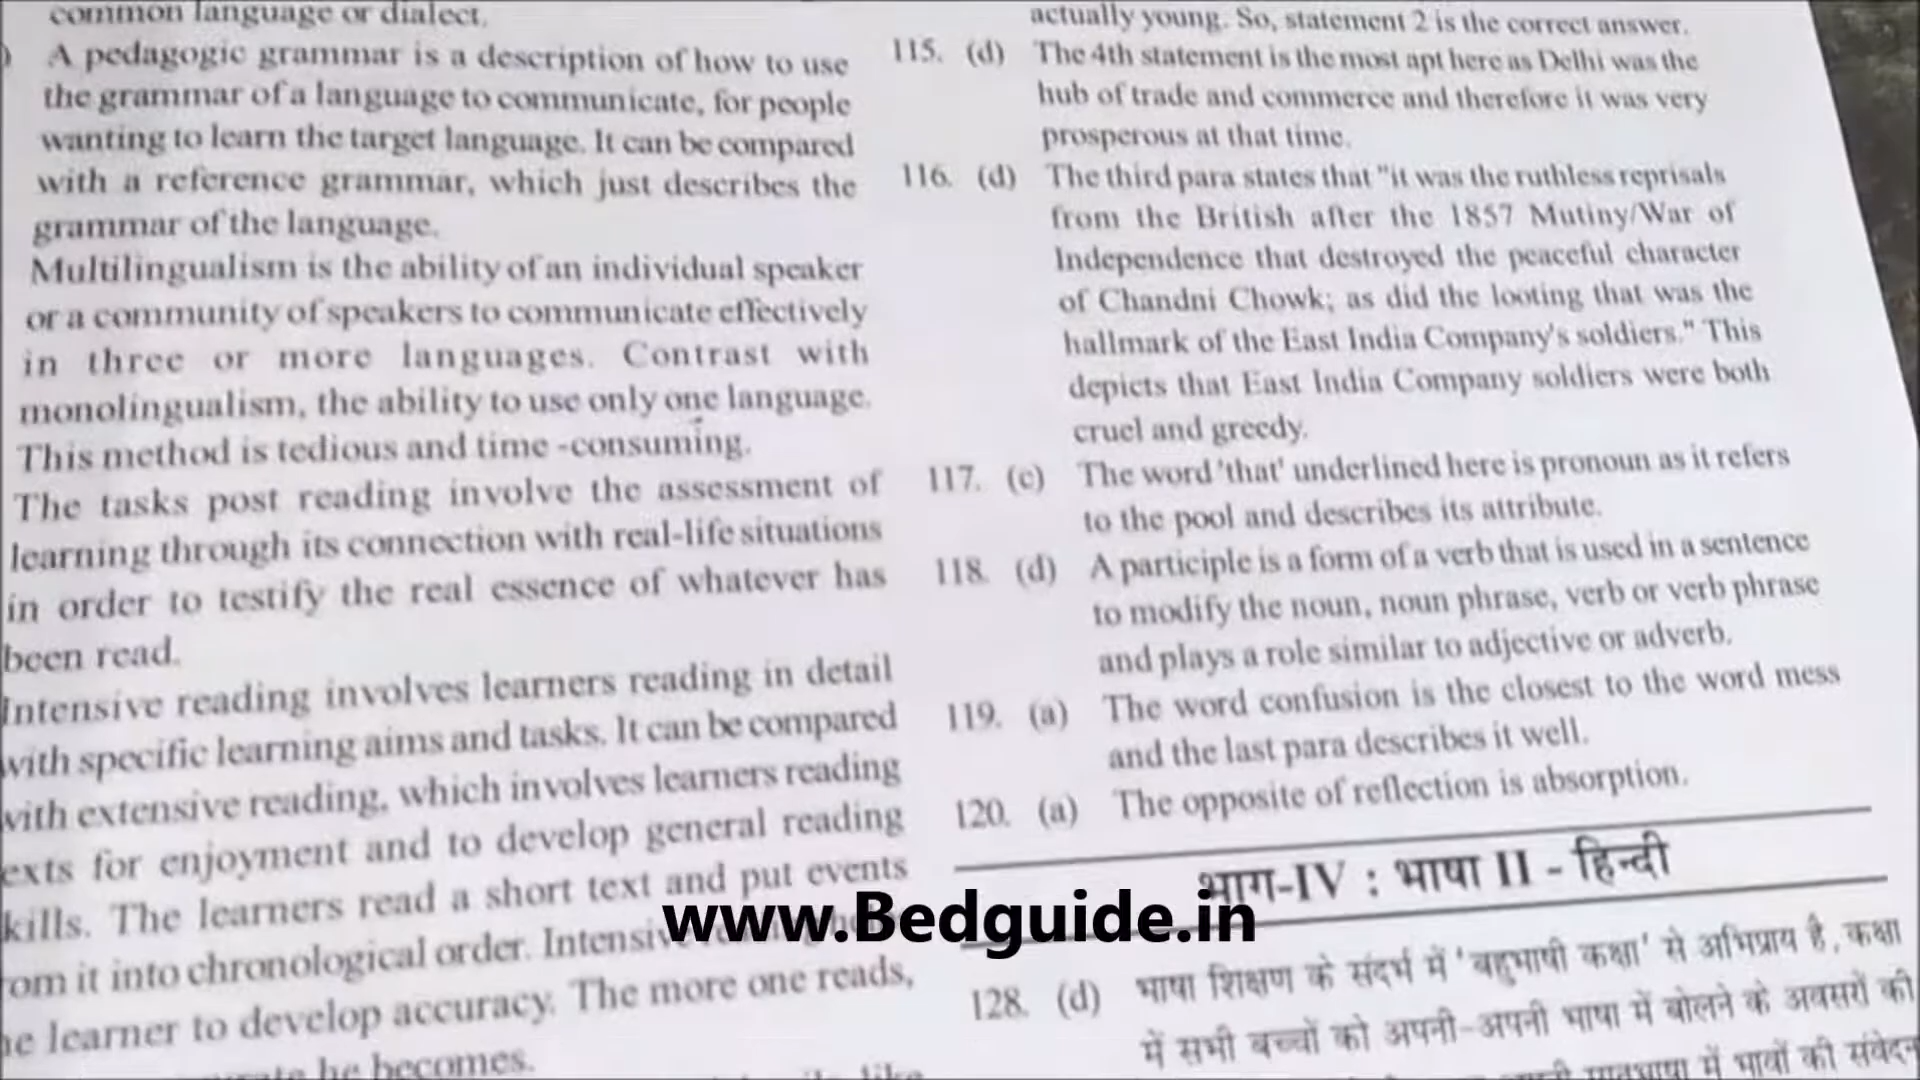 common language or dialect.
) A pedagogic grammar is a description of how to use
the grammar of a language to communicate, for people
wanting to learn the target language. It can be compared
with a reference grammar, which just describes the
grammar of the language.
Multilingualism is the ability of an individual speaker
or a community of speakers to communicate effectively
in three or more languages. Contrast with
monolingualism, the ability to use only one language.
This method is tedious and time -consuming.
The tasks post reading involve the assessment of
learning through its connection with real-life situations
in order to testify the real essence of whatever has
been read.
Intensive reading involves learners reading in detail
with specific learning aims and tasks. It can be compared
with extensive reading, which involves learners reading
exts for enjoyment and to develop general reading
kills. The learners read a short text and put events
rom it into chronological order. Intensive
he learner to develop accuracy. The more one reads,
he becomes.
actually young. So, statement 2 is the correct answer.
115. (d) The 4th statement is the most apt here as Delhi was the
hub of trade and commerce and therefore it was very
prosperous at that time.
116. (d) The third para states that "it was the ruthless reprisals
from the British after the 1857 Mutiny/War of
Independence that destroyed the peaceful character
of Chandni Chowk; as did the looting that was the
hallmark of the East India Company's soldiers." This
depicts that East India Company soldiers were both
cruel and greedy.
117. (c) The word 'that' underlined here is pronoun as it refers
to the pool and describes its attribute.
118. (d) A participle is a form of a verb that is used in a sentence
to modify the noun, noun phrase, verb or verb phrase
and plays a role similar to adjective or adverb.
119. (a) The word confusion is the closest to the word mess
and the last para describes it well.
120. (a) The opposite of reflection is absorption.
भाग-IV : भाषा II - हिन्दी
www.Bedguide.in
128. (d) भाषा शिक्षण के संदर्भ में 'बहुभाषी कक्षा' से अभिप्राय है, कक्षा
में सभी बच्चों को अपनी-अपनी भाषा में बोलने के अवसरों की
मातृभाषा में भावों की